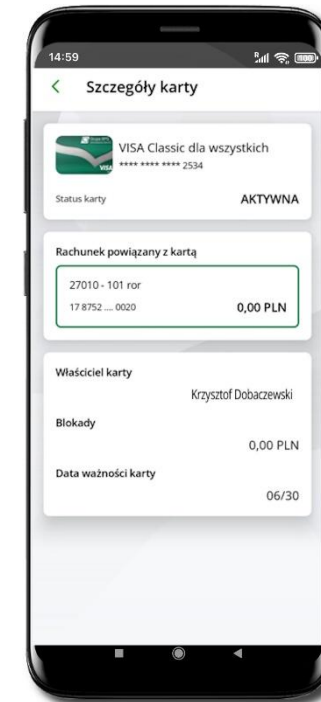 14:59
Szczegóły karty
VISA Classic dla wszystkich
**** **** **** 2534
VISA
Status karty AKTYWNA
Rachunek powiązany z kartą
27010 - 101 ror
17 8752 .... 0020 0,00 PLN
Właściciel karty
Krzysztof Dobaczewski
Blokady
0,00 PLN
Data ważności karty
06/30